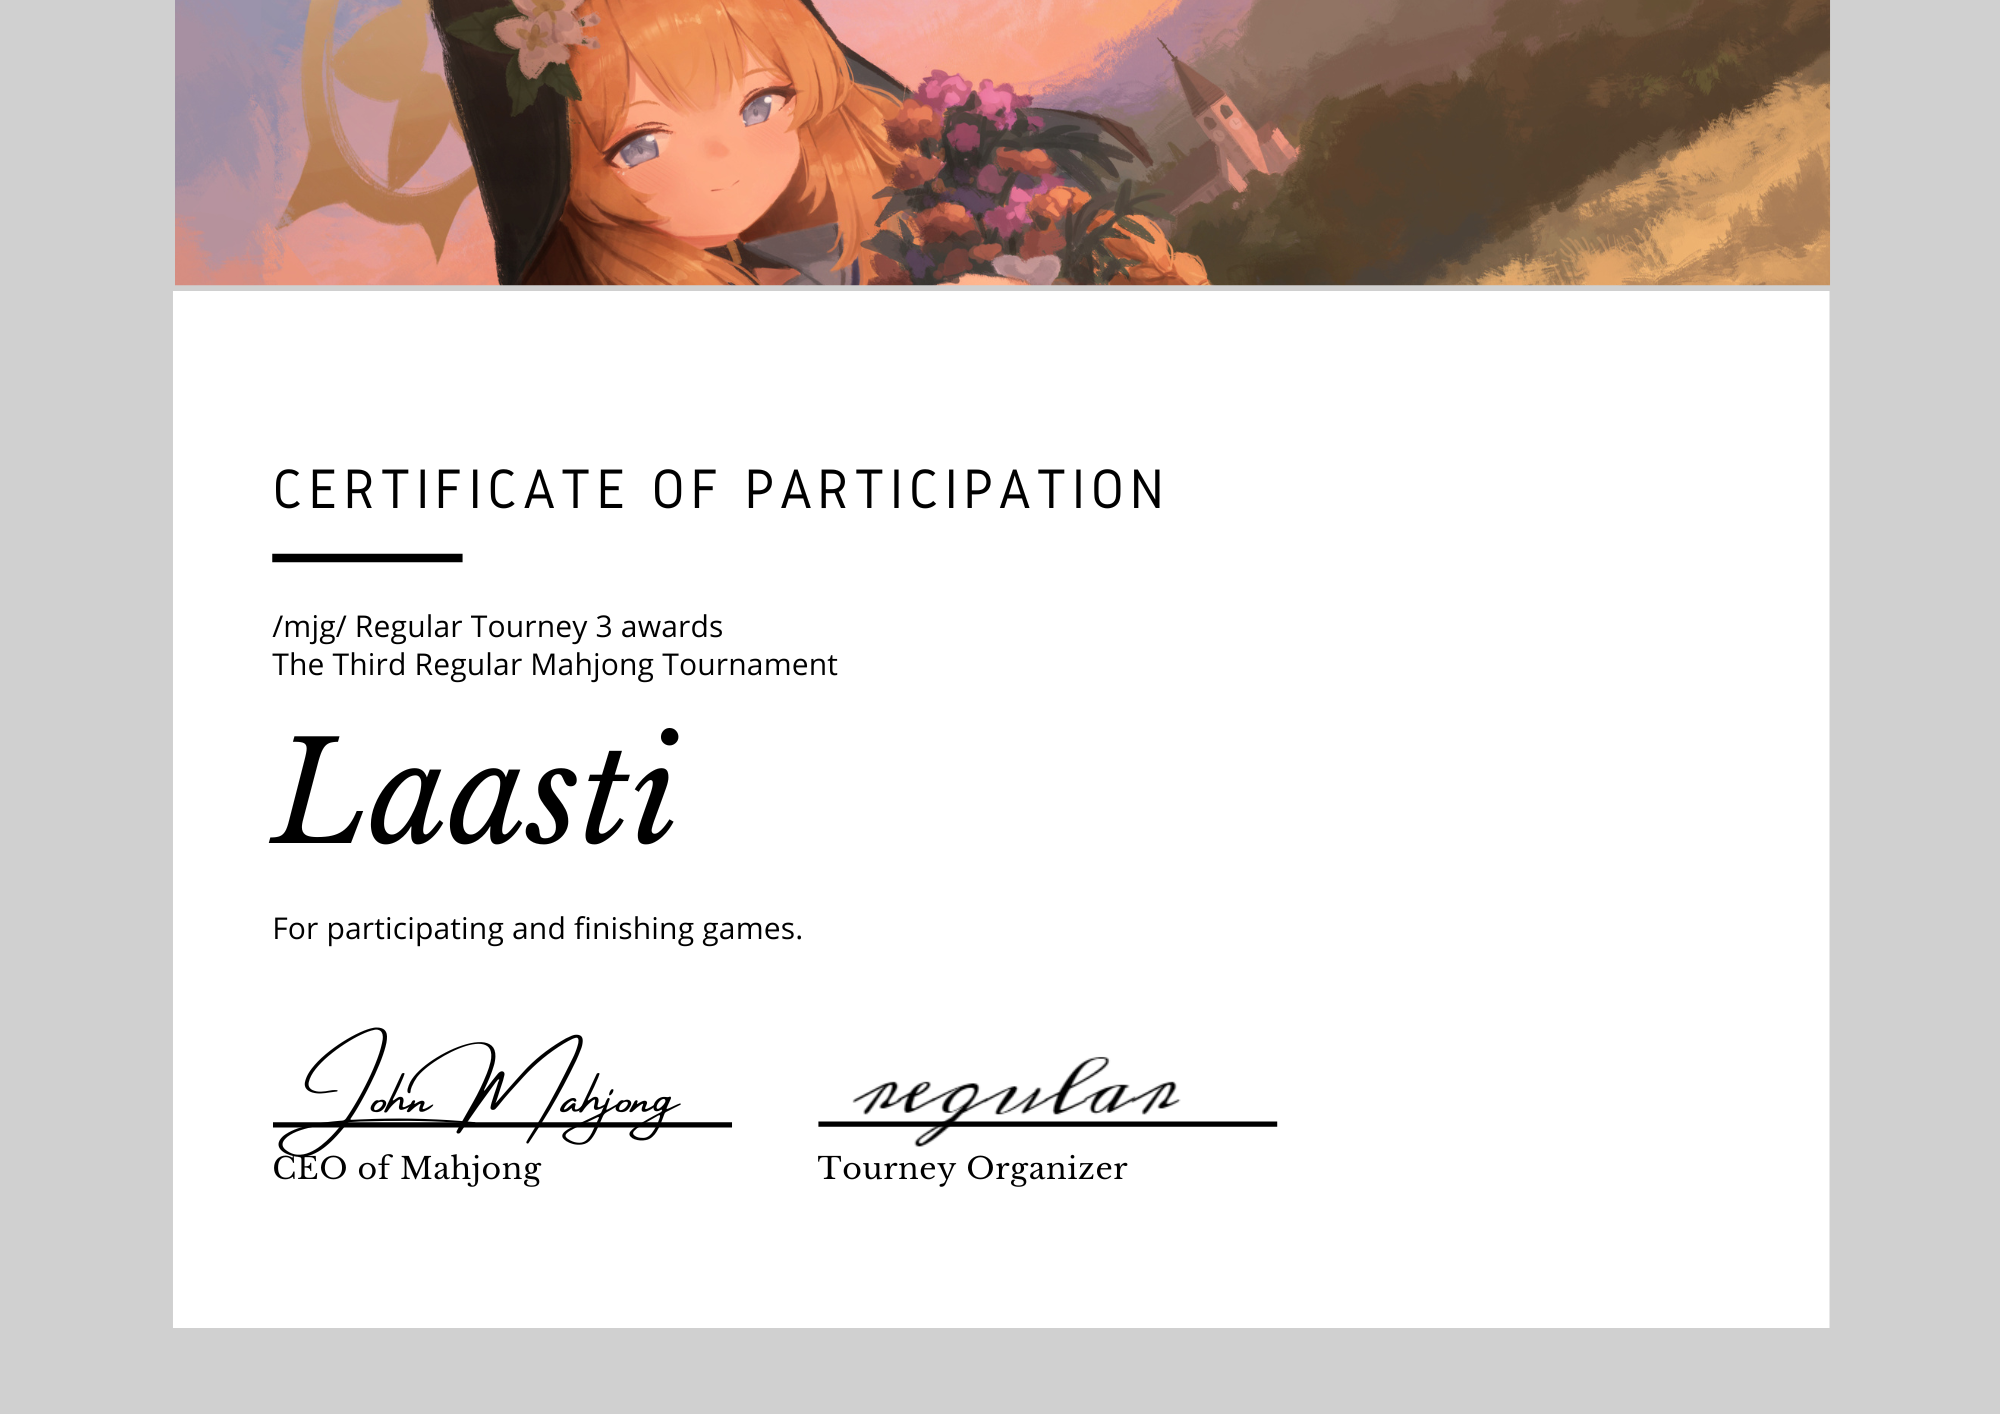 CERTIFICATE OF PARTICIPATION
/mjg/ Regular Tourney 3 awards
The Third Regular Mahjong Tournament
Laasti
For participating and finishing games.
John Mahjong
CEO of Mahjong
regular
Tourney Organizer